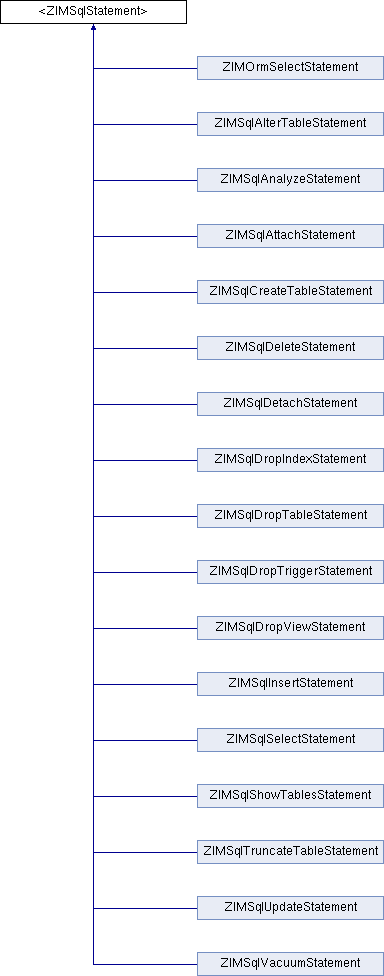 <ZIMSqlStatement>
ZIMOrmSelectStatement
ZIMSqlAlterTableStatement
ZIMSqlAnalyzeStatement
ZIMSqlAttachStatement
ZIMSqlCreateTableStatement
ZIMSqlDeleteStatement
ZIMSqlDetachStatement
ZIMSqlDropIndexStatement
ZIMSqlDropTableStatement
ZIMSqlDropTriggerStatement
ZIMSqlDropViewStatement
ZIMSqlInsertStatement
ZIMSqlSelectStatement
ZIMSqlShowTablesStatement
ZIMSqlTruncateTableStatement
ZIMSqlUpdateStatement
ZIMSqlVacuumStatement